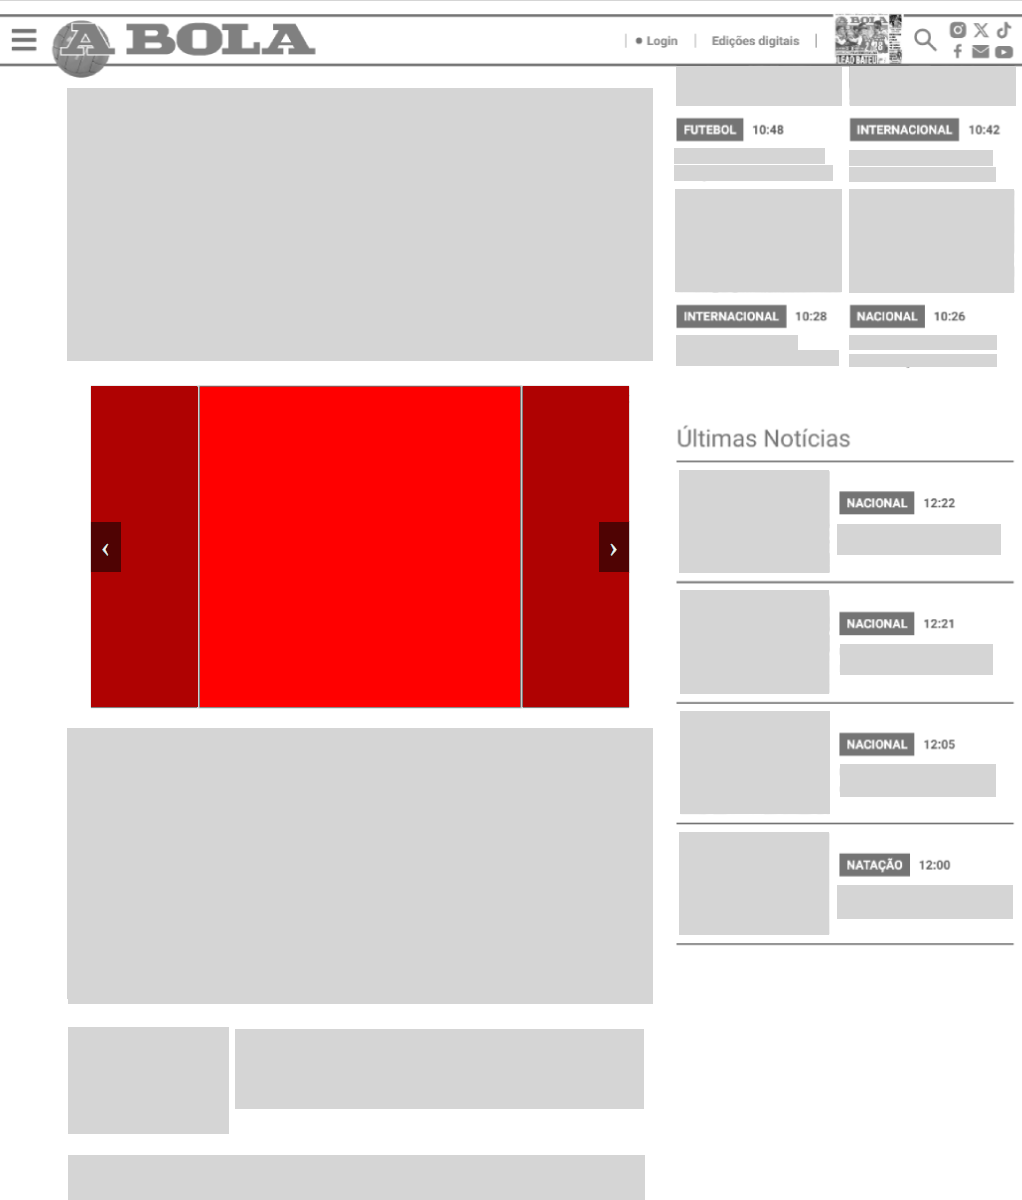 A BOLA
Login
Edições digitais
A BOLA
FUTEBOL 10:48
INTERNACIONAL 10:42
INTERNACIONAL 10:28
NACIONAL 10:26
Últimas Notícias
NACIONAL 12:22
NACIONAL 12:21
NACIONAL 12:05
NATAÇÃO 12:00